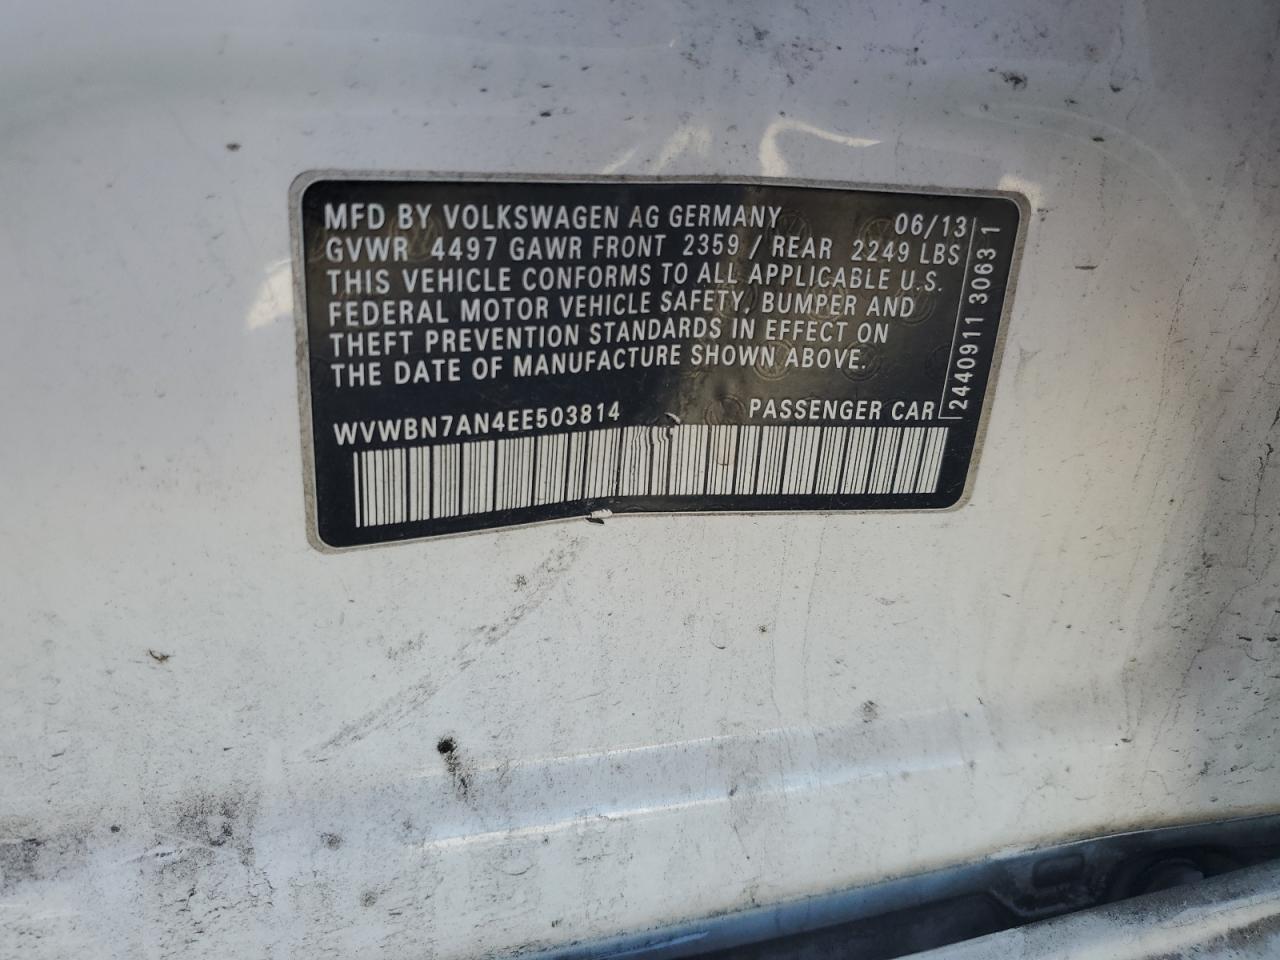 MFD BY VOLKSWAGEN AG GERMANY 06/13
GVWR 4497 GAWR FRONT 2359 / REAR 2249 LBS
THIS VEHICLE CONFORMS TO ALL APPLICABLE U.S.
FEDERAL MOTOR VEHICLE SAFETY, BUMPER AND
THEFT PREVENTION STANDARDS IN EFFECT ON
THE DATE OF MANUFACTURE SHOWN ABOVE.
WVWBN7AN4EE503814 PASSENGER CAR
2440911 30631